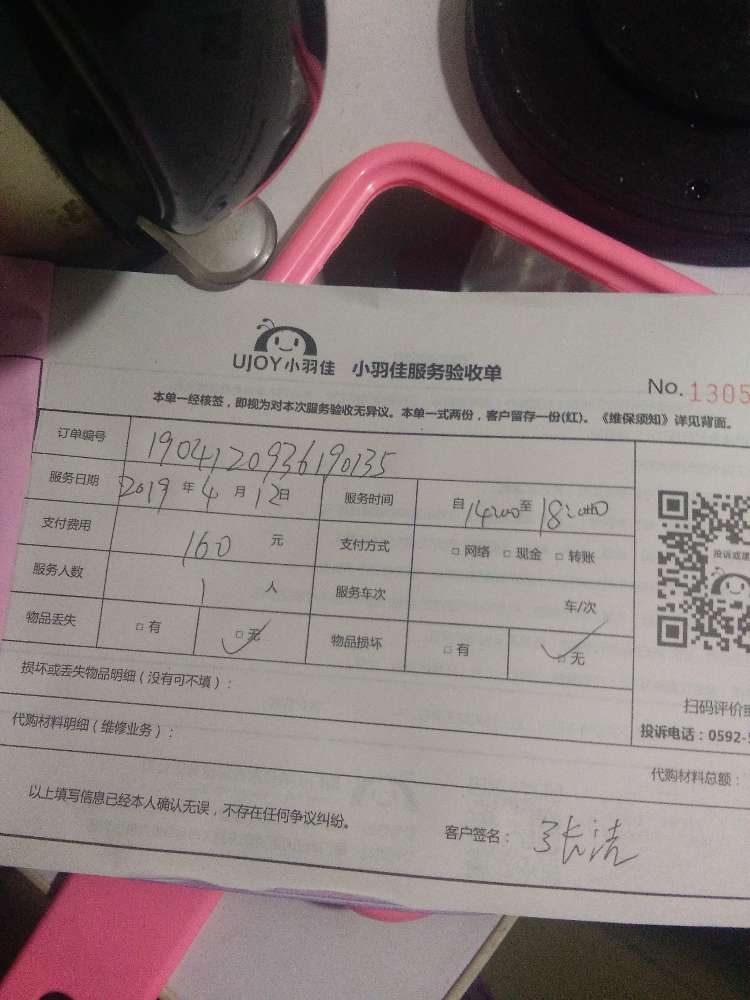 UJOY小羽佳 小羽佳服务验收单
No. 1305
本单一经核签，即视为对本次服务验收无异议。本单一式两份，客户留存一份(红)。《维保须知》详见背面。
订单编号 1904120936190135
服务日期 2019 年 4 月 12 日 服务时间 自 14:00 至 18:00
支付费用 160 元 支付方式 □ 网络 □ 现金 □ 转账
服务人数 1 人 服务车次 车/次
物品丢失 □ 有 □ 无 物品损坏 □ 有 □ 无
投诉或建
扫码评价
损坏或丢失物品明细（没有可不填）：
投诉电话：0592-
代购材料明细（维修业务）：
代购材料总额：
以上填写信息已经本人确认无误，不存在任何争议纠纷。
客户签名： 张洁